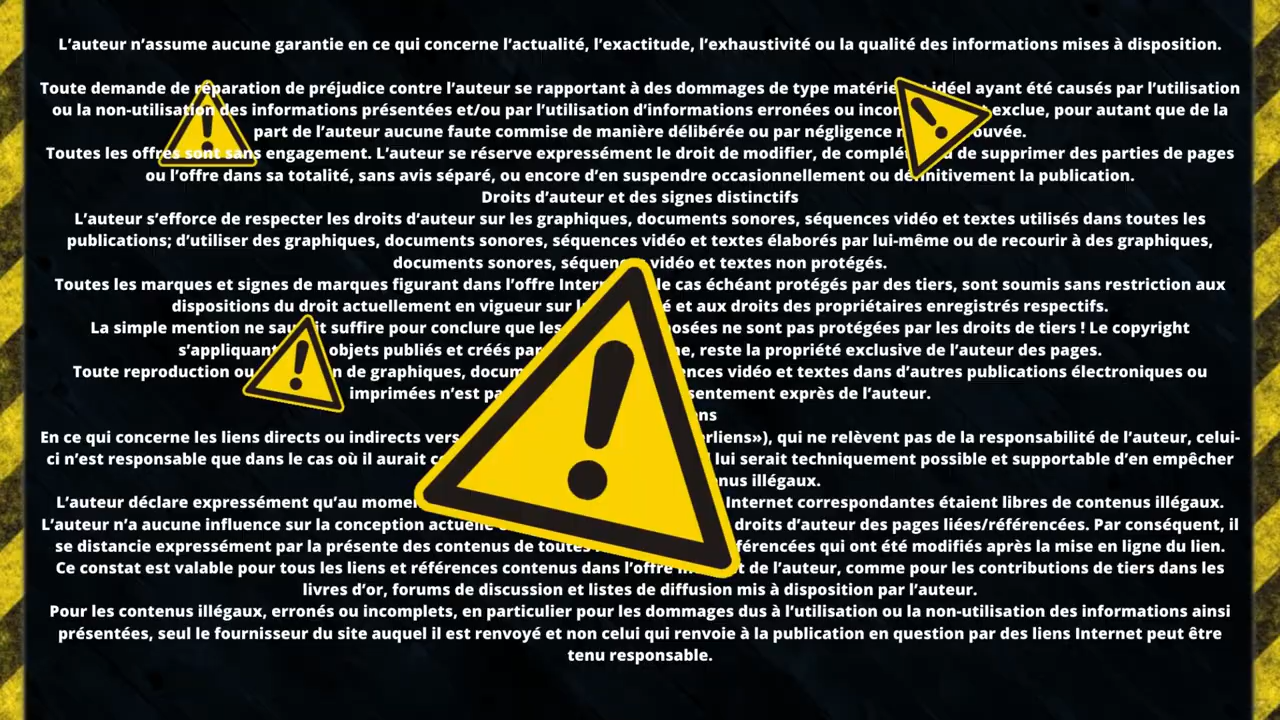 L’auteur n’assume aucune garantie en ce qui concerne l’actualité, l’exactitude, l’exhaustivité ou la qualité des informations mises à disposition.
Toute demande de réparation de préjudice contre l’auteur se rapportant à des dommages de type matériel idéel ayant été causés par l’utilisation
ou la non-utilisation des informations présentées et/ou par l’utilisation d’informations erronées ou exclue, pour autant que de la
part de l’auteur aucune faute commise de manière délibérée ou par négligence
Toutes les offres sont sans engagement. L’auteur se réserve expressément le droit de modifier, de de supprimer des parties de pages
ou l’offre dans sa totalité, sans avis séparé, ou encore d’en suspendre occasionnellement ou définitivement la publication.
Droits d’auteur et des signes distinctifs
L’auteur s’efforce de respecter les droits d’auteur sur les graphiques, documents sonores, séquences vidéo et textes utilisés dans toutes les
publications; d’utiliser des graphiques, documents sonores, séquences vidéo et textes élaborés par lui-même ou de recourir à des graphiques,
documents sonores, séquences vidéo et textes non protégés.
Toutes les marques et signes de marques figurant dans l’offre Internet le cas échéant protégés par des tiers, sont soumis sans restriction aux
dispositions du droit actuellement en vigueur sur et aux droits des propriétaires enregistrés respectifs.
La simple mention ne saurait suffire pour conclure que les ne sont pas protégées par les droits de tiers ! Le copyright
s’appliquant objets publiés et créés par reste la propriété exclusive de l’auteur des pages.
Toute reproduction ou de graphiques, vidéo et textes dans d’autres publications électroniques ou
imprimées n’est exprès de l’auteur.
En ce qui concerne les liens directs ou indirects vers qui ne relèvent pas de la responsabilité de l’auteur, celui-
ci n’est responsable que dans le cas où il aurait lui serait techniquement possible et supportable d’en empêcher
illégaux.
L’auteur déclare expressément qu’au Internet correspondantes étaient libres de contenus illégaux.
L’auteur n’a aucune influence sur la conception actuelle droits d’auteur des pages liées/référencées. Par conséquent, il
se distancie expressément par la présente des contenus de toutes qui ont été modifiés après la mise en ligne du lien.
Ce constat est valable pour tous les liens et références contenus dans l’offre de l’auteur, comme pour les contributions de tiers dans les
livres d’or, forums de discussion et listes de diffusion mis à disposition par l’auteur.
Pour les contenus illégaux, erronés ou incomplets, en particulier pour les dommages dus à l’utilisation ou la non-utilisation des informations ainsi
présentées, seul le fournisseur du site auquel il est renvoyé et non celui qui renvoie à la publication en question par des liens Internet peut être
tenu responsable.